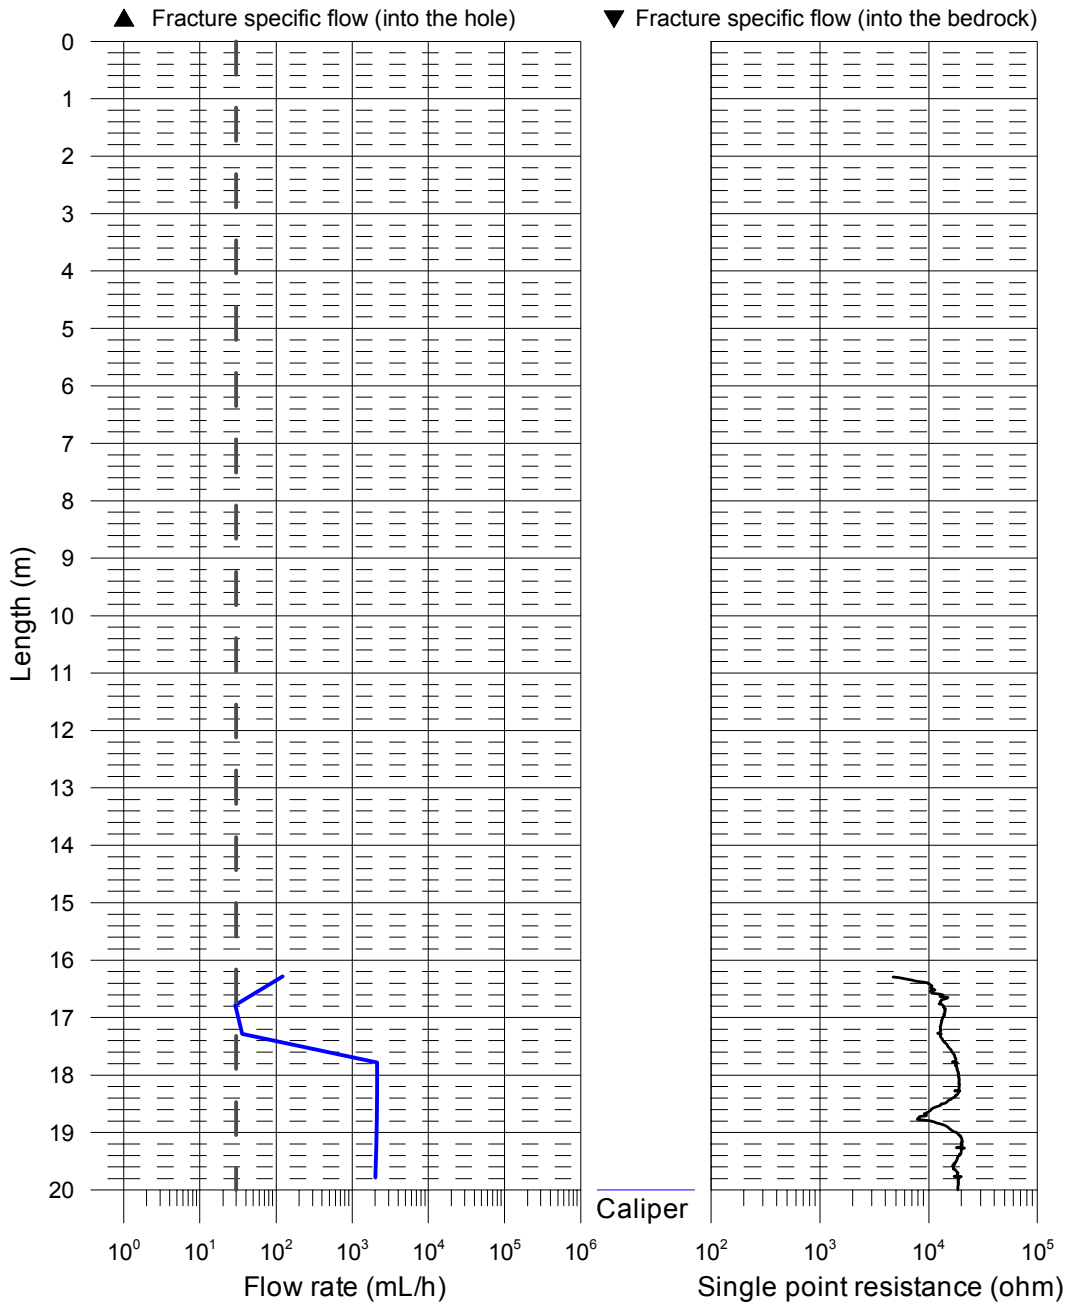 ▲ Fracture specific flow (into the hole)
▼ Fracture specific flow (into the bedrock)
Length (m)
0
1
2
3
4
5
6
7
8
9
10
11
12
13
14
15
16
17
18
19
20
Caliper
10⁰ 10¹ 10² 10³ 10⁴ 10⁵ 10⁶
Flow rate (mL/h)
10² 10³ 10⁴ 10⁵
Single point resistance (ohm)